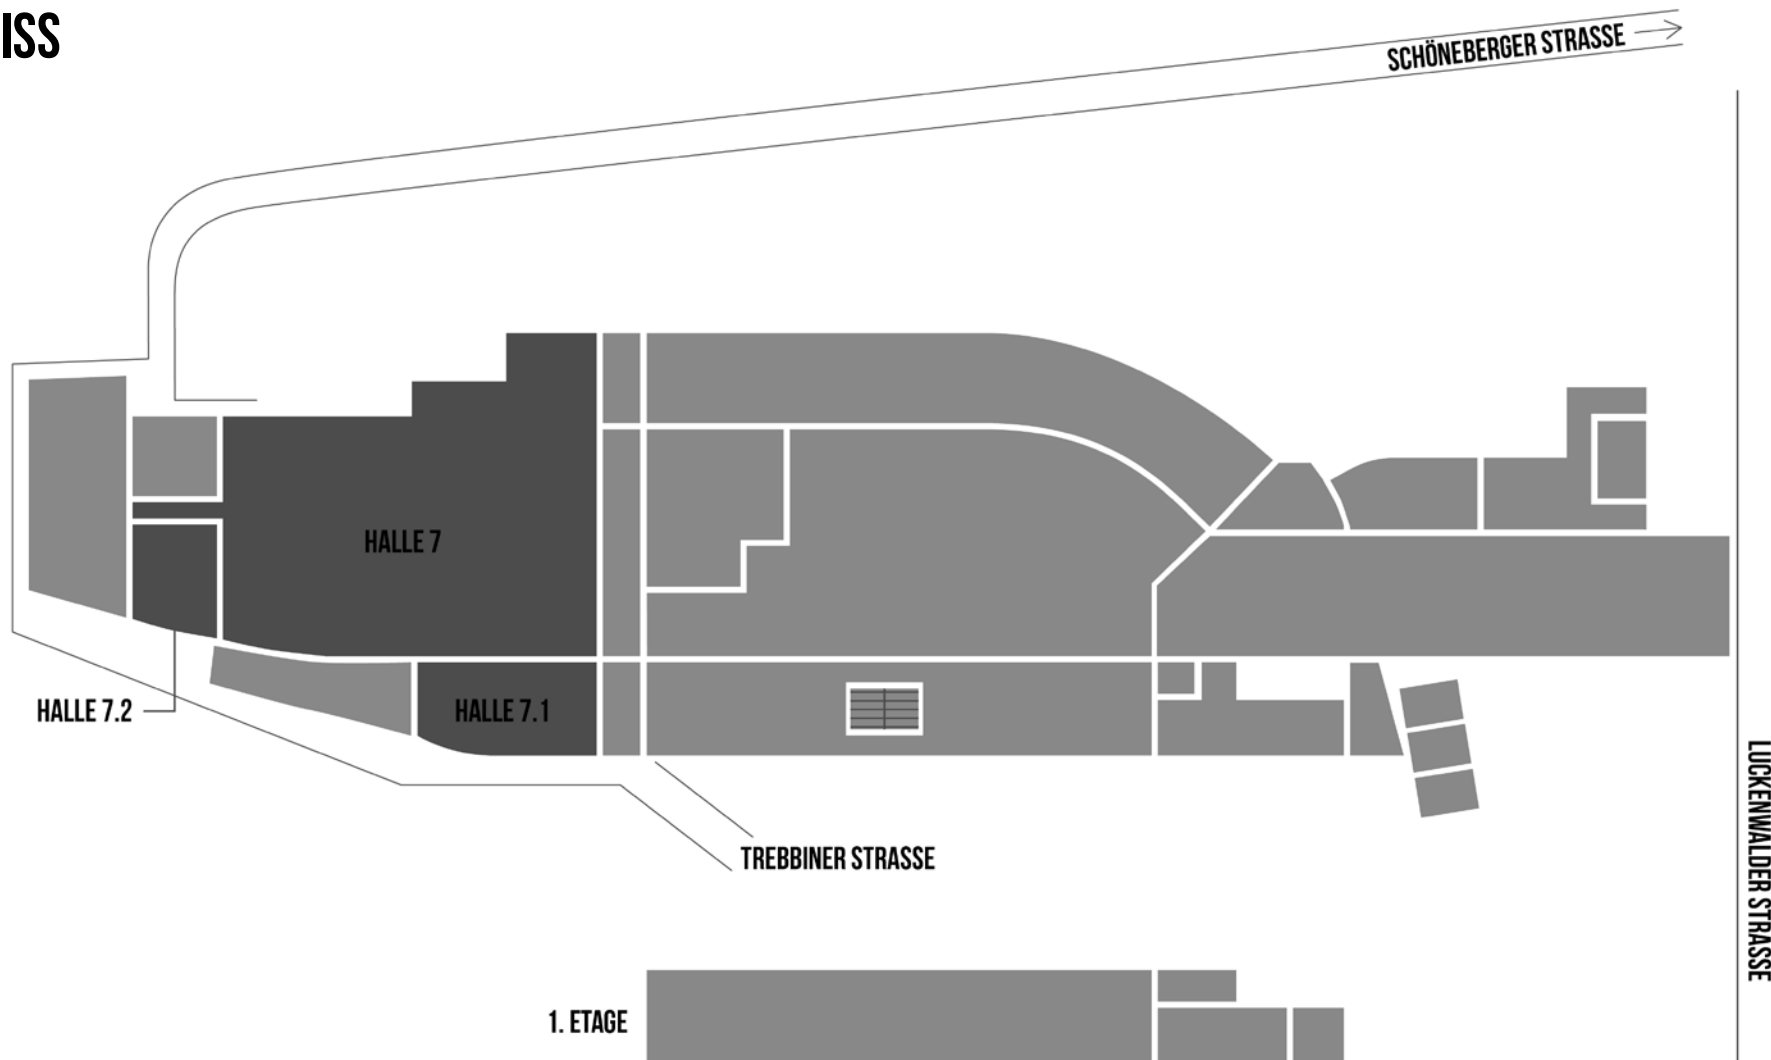 ISS
SCHÖNEBERGER STRASSE
HALLE 7
HALLE 7.2
HALLE 7.1
TREBBINER STRASSE
LUCKENWALDER STRASSE
1. ETAGE